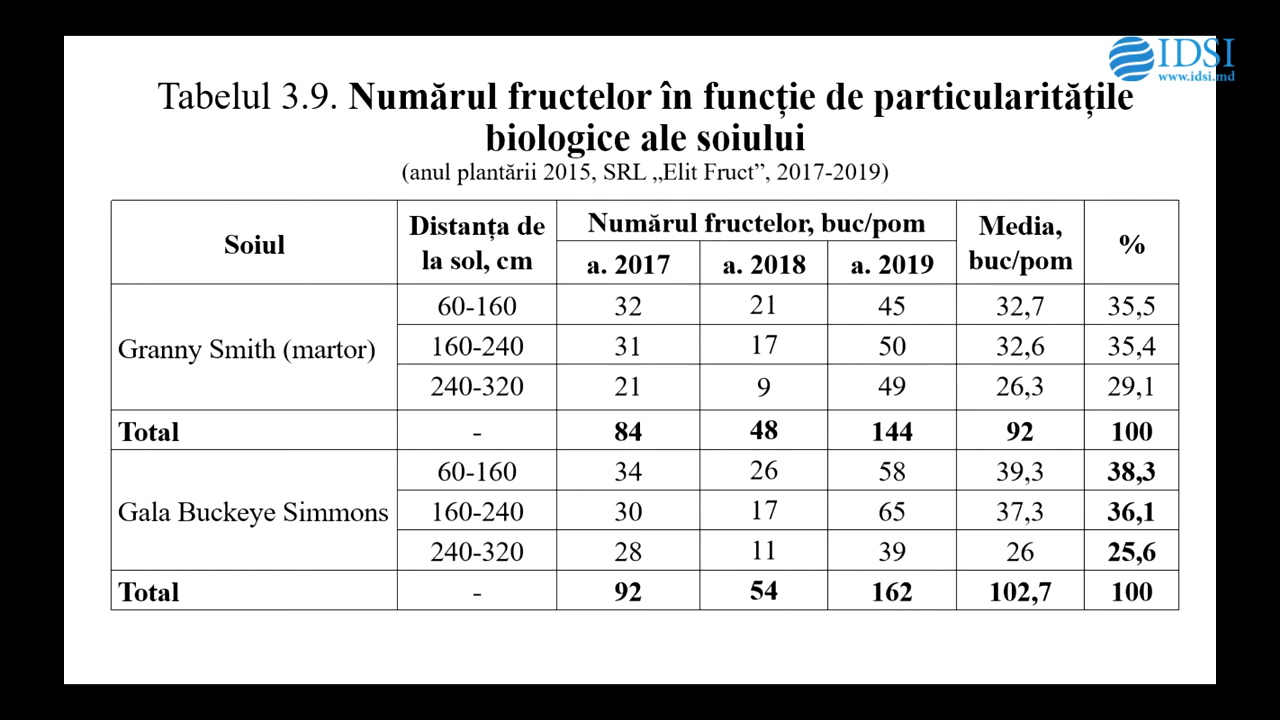 IDSI
www.idsi.md
Tabelul 3.9. Numărul fructelor în funcție de particularitățile
biologice ale soiului
(anul plantării 2015, SRL „Elit Fruct”, 2017-2019)
Soiul Distanța de la sol, cm Numărul fructelor, buc/pom Media, buc/pom %
a. 2017 a. 2018 a. 2019
Granny Smith (martor) 60-160 32 21 45 32,7 35,5
160-240 31 17 50 32,6 35,4
240-320 21 9 49 26,3 29,1
Total - 84 48 144 92 100
Gala Buckeye Simmons 60-160 34 26 58 39,3 38,3
160-240 30 17 65 37,3 36,1
240-320 28 11 39 26 25,6
Total - 92 54 162 102,7 100